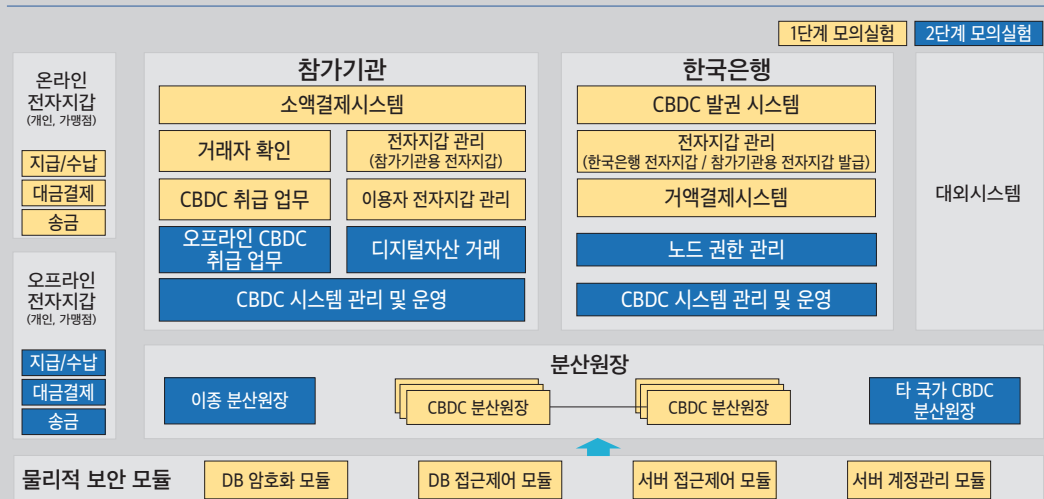 1단계 모의실험
2단계 모의실험
온라인
전자지갑
(개인, 가맹점)
지급/수납
대금결제
송금
오프라인
전자지갑
(개인, 가맹점)
지급/수납
대금결제
송금
참가기관
소액결제시스템
거래자 확인
전자지갑 관리
(참가기관용 전자지갑)
CBDC 취급 업무
이용자 전자지갑 관리
오프라인 CBDC
취급 업무
디지털자산 거래
CBDC 시스템 관리 및 운영
한국은행
CBDC 발권 시스템
전자지갑 관리
(한국은행 전자지갑 / 참가기관용 전자지갑 발급)
거액결제시스템
노드 권한 관리
CBDC 시스템 관리 및 운영
대외시스템
분산원장
이종 분산원장
CBDC 분산원장
CBDC 분산원장
타 국가 CBDC
분산원장
물리적 보안 모듈
DB 암호화 모듈
DB 접근제어 모듈
서버 접근제어 모듈
서버 계정관리 모듈